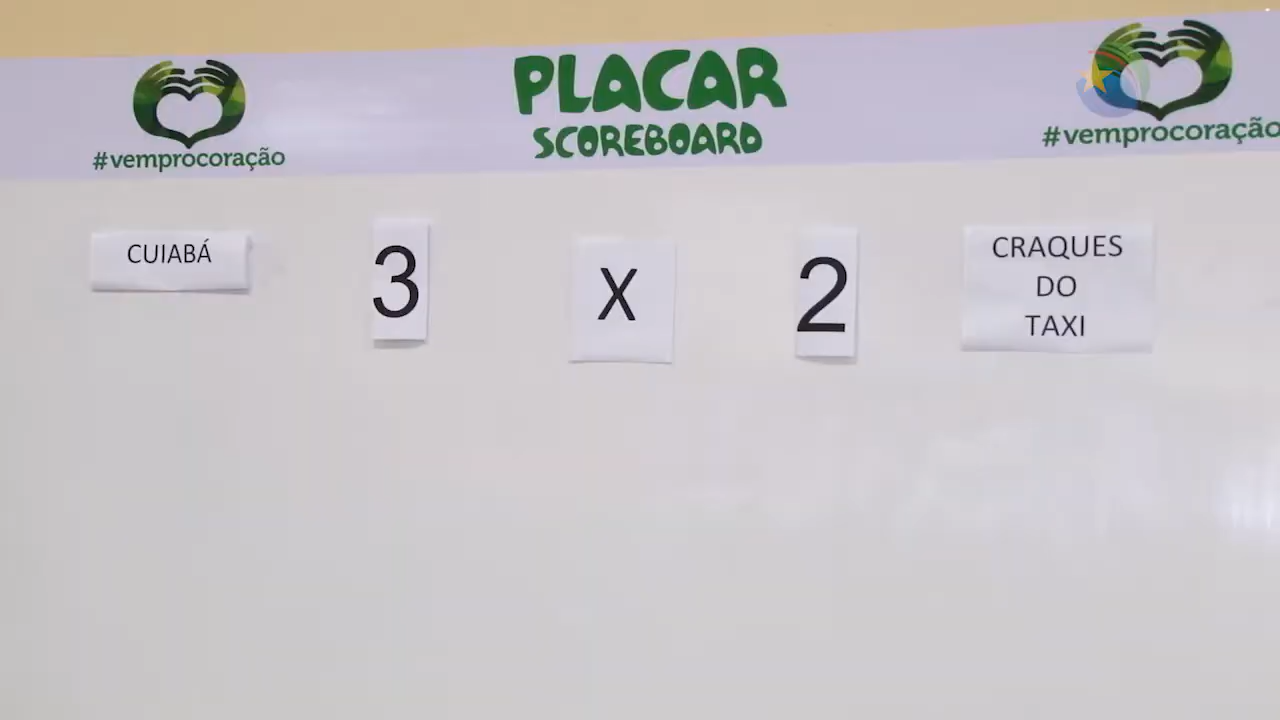 PLACAR
SCOREBOARD
#vemprocoração
#vemprocoração
CUIABÁ
3
X
2
CRAQUES
DO
TAXI